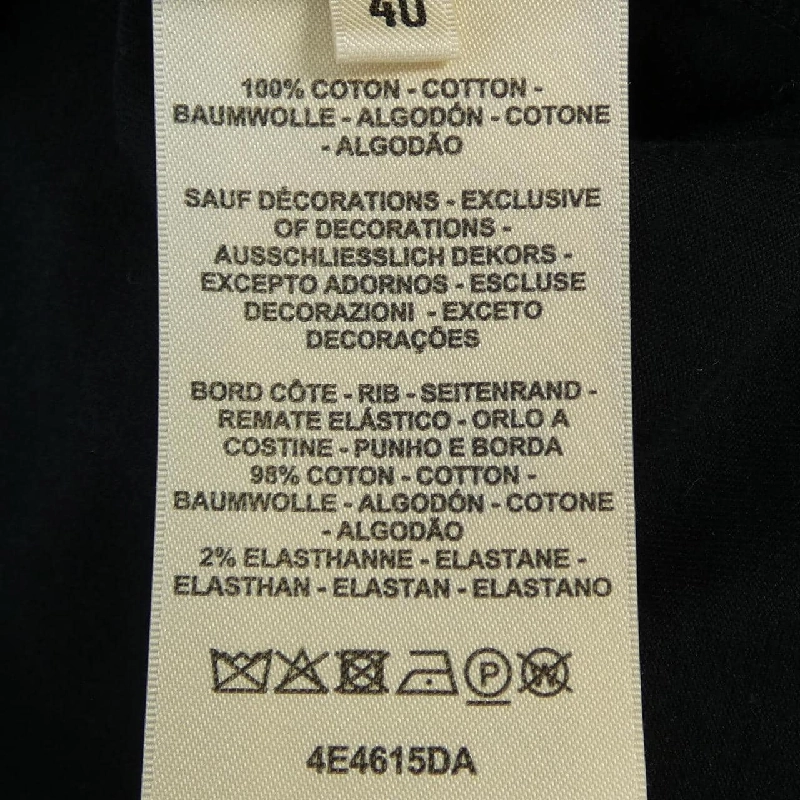 40
100% COTON - COTTON -
BAUMWOLLE - ALGODÓN - COTONE
- ALGODÃO
SAUF DÉCORATIONS - EXCLUSIVE
OF DECORATIONS -
AUSSCHLIESSLICH DEKORS -
EXCEPTO ADORNOS - ESCLUSE
DECORAZIONI - EXCETO
DECORAÇÕES
BORD CÔTE - RIB - SEITENRAND -
REMATE ELÁSTICO - ORLO A
COSTINE - PUNHO E BORDA
98% COTON - COTTON -
BAUMWOLLE - ALGODÓN - COTONE
- ALGODÃO
2% ELASTHANNE - ELASTANE -
ELASTHAN - ELASTAN - ELASTANO
P W
4E4615DA